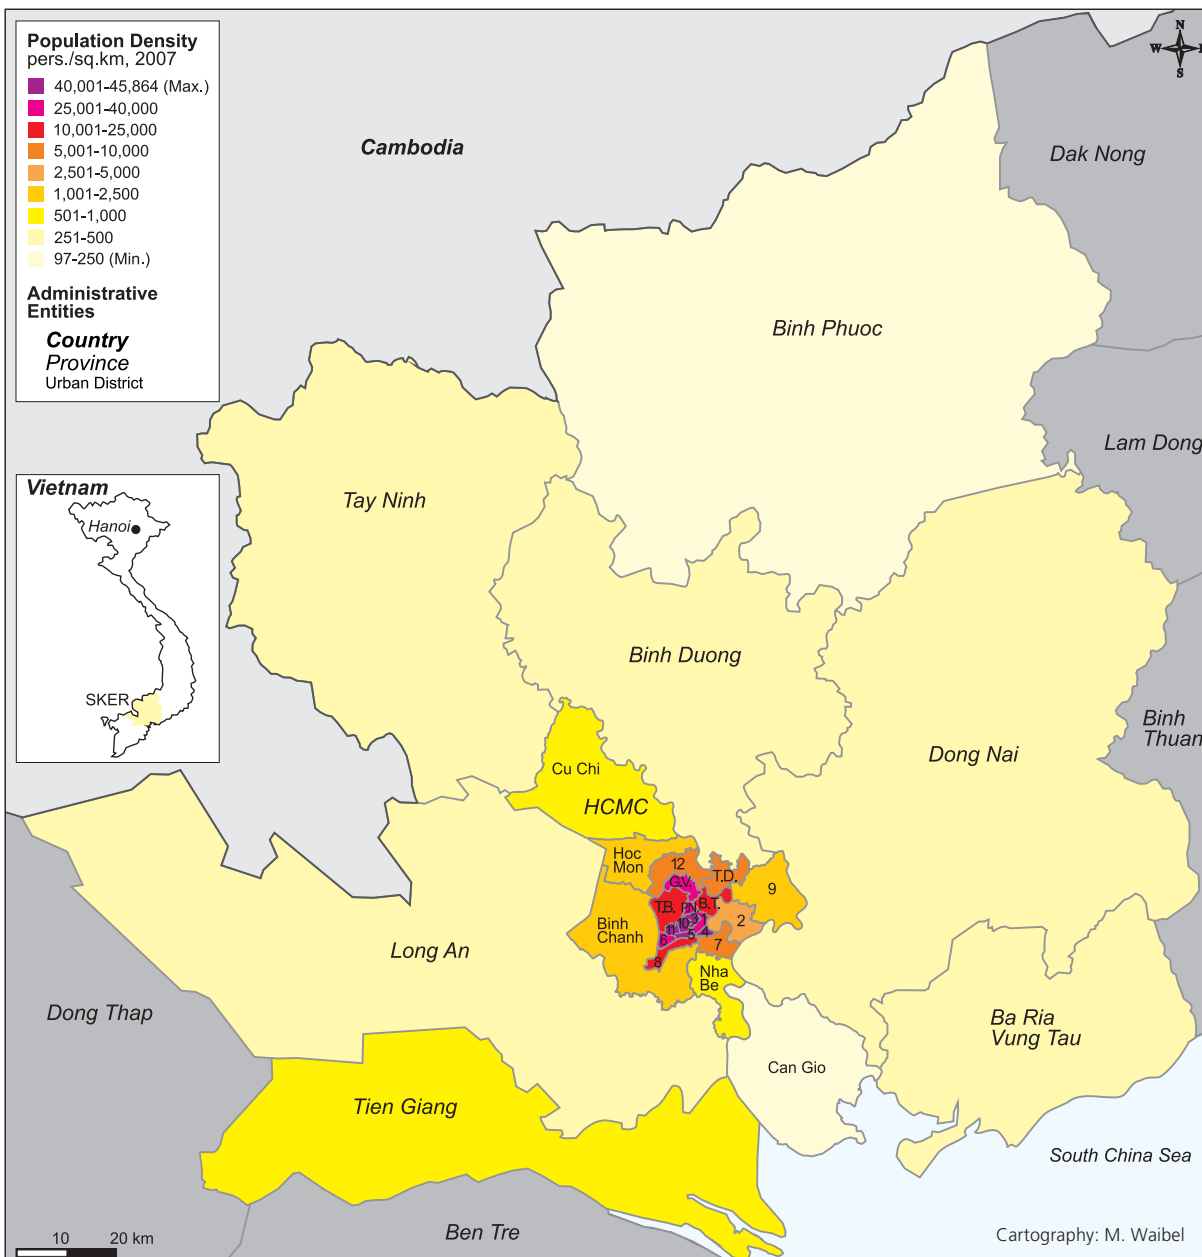 Population Density
pers./sq.km, 2007
40,001-45,864 (Max.)
25,001-40,000
10,001-25,000
5,001-10,000
2,501-5,000
1,001-2,500
501-1,000
251-500
97-250 (Min.)
Administrative
Entities
Country
Province
Urban District
N
W
S
Cambodia
Dak Nong
Binh Phuoc
Lam Dong
Tay Ninh
Vietnam
Hanoi
SKER
Binh Duong
Binh
Thuan
Dong Nai
Cu Chi
HCMC
Hoc
Mon
12
T.D.
9
G.V.
T.B.
P.N.
B.T.
2
3
1
10
11
4
5
6
7
8
Binh
Chanh
Nha
Be
Long An
Dong Thap
Ba Ria
Vung Tau
Can Gio
Tien Giang
South China Sea
Ben Tre
10
20 km
Cartography: M. Waibel